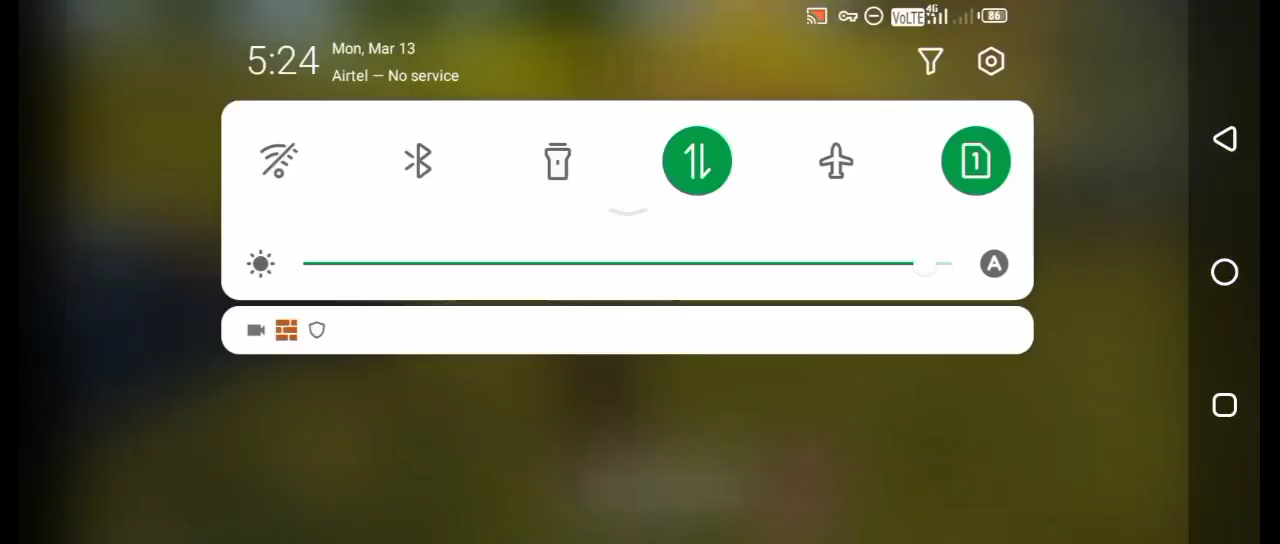 VoLTE 4G 86
5:24
Mon, Mar 13
Airtel — No service
1
A